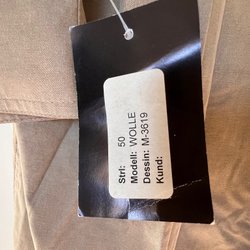 Strl: 50
Modell: WOLLE
Dessin: M-3619
Kund: